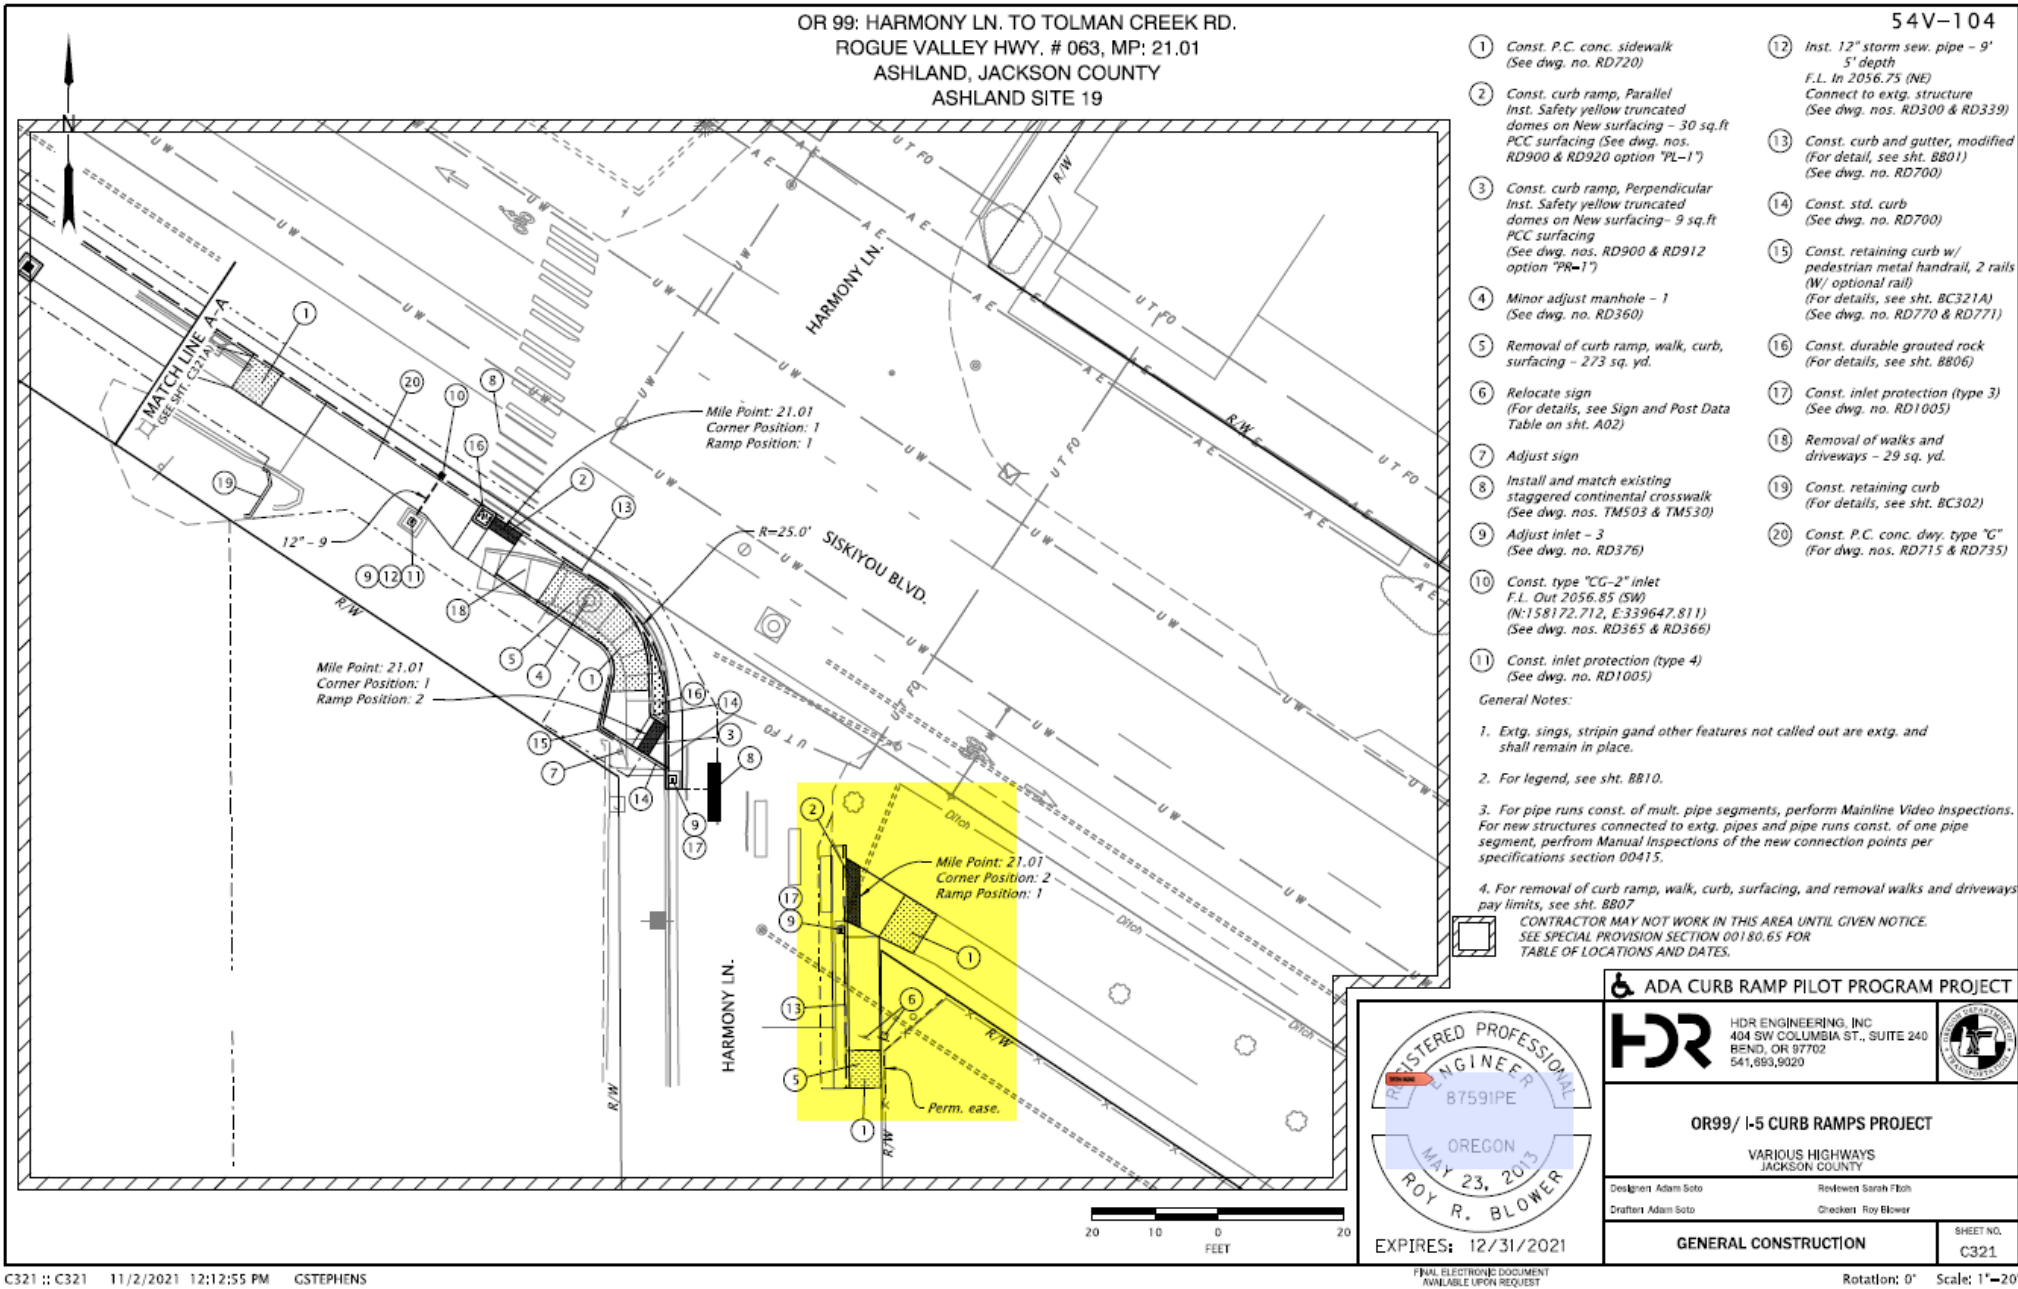 OR 99: HARMONY LN. TO TOLMAN CREEK RD.
ROGUE VALLEY HWY. # 063, MP: 21.01
ASHLAND, JACKSON COUNTY
ASHLAND SITE 19
54V-104
1 Const. P.C. conc. sidewalk
(See dwg. no. RD720)
2 Const. curb ramp, Parallel
Inst. Safety yellow truncated
domes on New surfacing - 30 sq.ft
PCC surfacing (See dwg. nos.
RD900 & RD920 option "PL-1")
3 Const. curb ramp, Perpendicular
Inst. Safety yellow truncated
domes on New surfacing- 9 sq.ft
PCC surfacing
(See dwg. nos. RD900 & RD912
option "PR-1")
4 Minor adjust manhole - 1
(See dwg. no. RD360)
5 Removal of curb ramp, walk, curb,
surfacing - 273 sq. yd.
6 Relocate sign
(For details, see Sign and Post Data
Table on sht. A02)
7 Adjust sign
8 Install and match existing
staggered continental crosswalk
(See dwg. nos. TM503 & TM530)
9 Adjust inlet - 3
(See dwg. no. RD376)
10 Const. type "CG-2" inlet
F.L. Out 2056.85 (SW)
(N:158172.712, E:339647.811)
(See dwg. nos. RD365 & RD366)
11 Const. inlet protection (type 4)
(See dwg. no. RD1005)
12 Inst. 12" storm sew. pipe - 9'
5' depth
F.L. In 2056.75 (NE)
Connect to extg. structure
(See dwg. nos. RD300 & RD339)
13 Const. curb and gutter, modified
(For detail, see sht. BB01)
(See dwg. no. RD700)
14 Const. std. curb
(See dwg. no. RD700)
15 Const. retaining curb w/
pedestrian metal handrail, 2 rails
(W/ optional rail)
(For details, see sht. BC321A)
(See dwg. no. RD770 & RD771)
16 Const. durable grouted rock
(For details, see sht. BB06)
17 Const. inlet protection (type 3)
(See dwg. no. RD1005)
18 Removal of walks and
driveways - 29 sq. yd.
19 Const. retaining curb
(For details, see sht. BC302)
20 Const. P.C. conc. dwy. type "G"
(For dwg. nos. RD715 & RD735)
General Notes:
1. Extg. sings, stripin gand other features not called out are extg. and
shall remain in place.
2. For legend, see sht. BB10.
3. For pipe runs const. of mult. pipe segments, perform Mainline Video Inspections.
For new structures connected to extg. pipes and pipe runs const. of one pipe
segment, perfrom Manual Inspections of the new connection points per
specifications section 00415.
4. For removal of curb ramp, walk, curb, surfacing, and removal walks and driveways
pay limits, see sht. BB07
CONTRACTOR MAY NOT WORK IN THIS AREA UNTIL GIVEN NOTICE.
SEE SPECIAL PROVISION SECTION 00180.65 FOR
TABLE OF LOCATIONS AND DATES.
N
MATCH LINE A-A
(SEE SHT. C321A)
HARMONY LN.
SISKIYOU BLVD.
HARMONY LN.
R=25.0'
12" - 9
Mile Point: 21.01
Corner Position: 1
Ramp Position: 1
Mile Point: 21.01
Corner Position: 1
Ramp Position: 2
Mile Point: 21.01
Corner Position: 2
Ramp Position: 1
Perm. ease.
R/W
R/W
R/W
R/W
R/W
R/W
Ditch
Ditch
Ditch
20 10 0 20
FEET
REGISTERED PROFESSIONAL
ENGINEER
87591PE
OREGON
MAY 23, 2013
ROY R. BLOWER
EXPIRES: 12/31/2021
FINAL ELECTRONIC DOCUMENT
AVAILABLE UPON REQUEST
ADA CURB RAMP PILOT PROGRAM PROJECT
HDR
HDR ENGINEERING, INC
404 SW COLUMBIA ST., SUITE 240
BEND, OR 97702
541.693.9020
OR99/ I-5 CURB RAMPS PROJECT
VARIOUS HIGHWAYS
JACKSON COUNTY
Designer: Adam Soto Reviewer: Sarah Fitch
Drafter: Adam Soto Checker: Roy Blower
GENERAL CONSTRUCTION
SHEET NO.
C321
C321 :: C321 11/2/2021 12:12:55 PM GSTEPHENS
Rotation: 0° Scale: 1"=20'